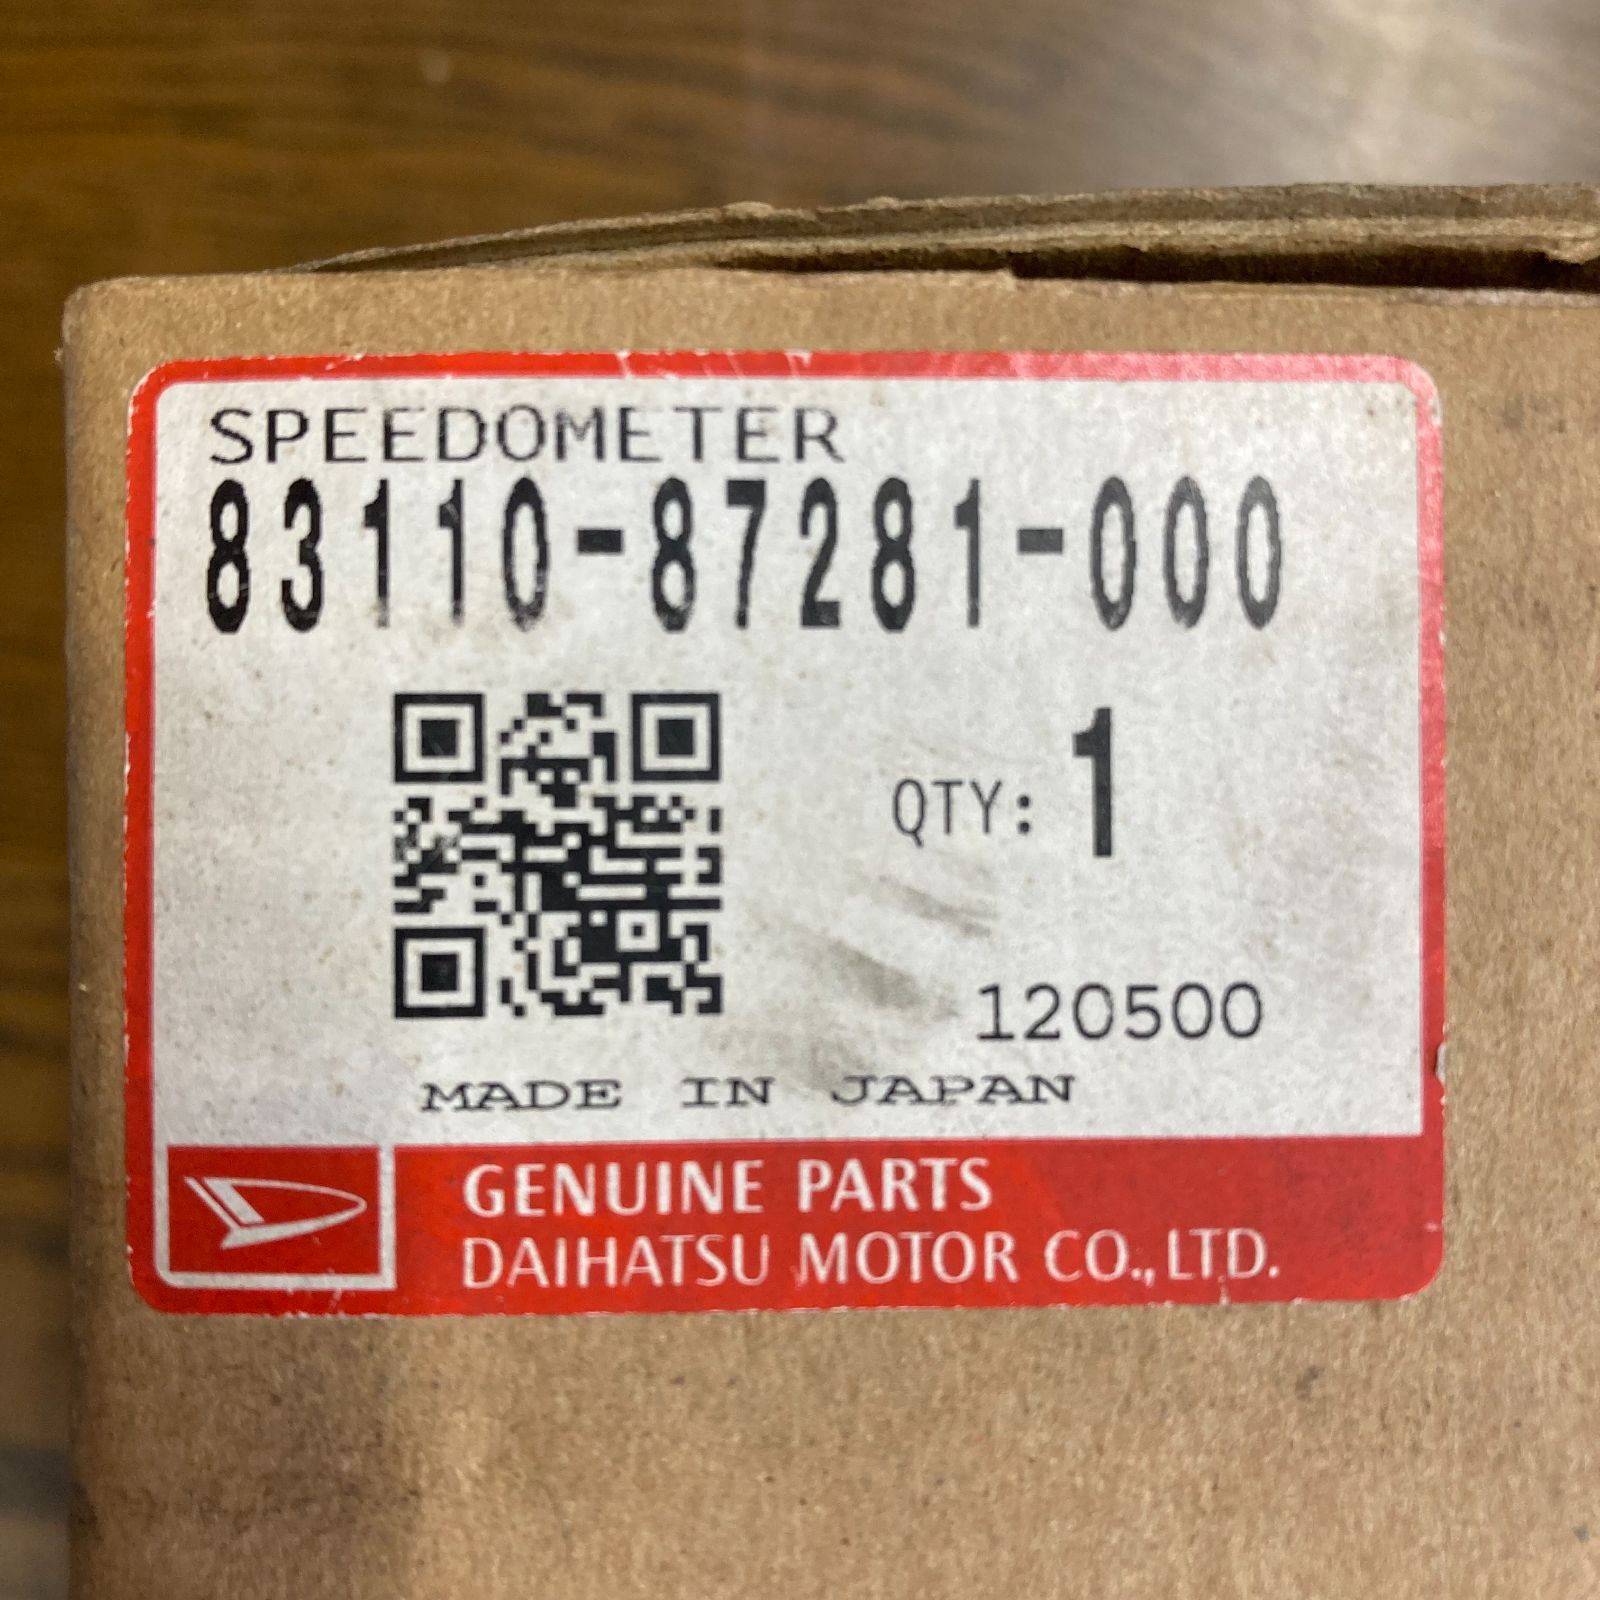 SPEEDOMETER
83110-87281-000
QTY: 1
120500
MADE IN JAPAN
GENUINE PARTS
DAIHATSU MOTOR CO.,LTD.